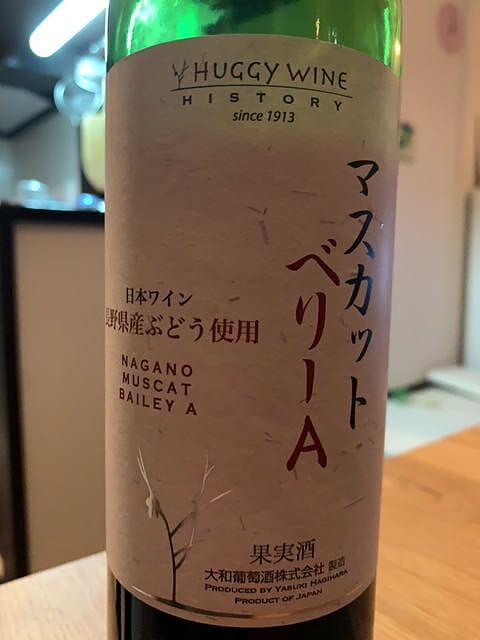 HUGGY WINE
HISTORY
since 1913
マスカット
ベリーA
日本ワイン
長野県産ぶどう使用
NAGANO
MUSCAT
BAILEY A
果実酒
大和葡萄酒株式会社 製造
PRODUCED BY YASUKI HAGIHARA
PRODUCT OF JAPAN